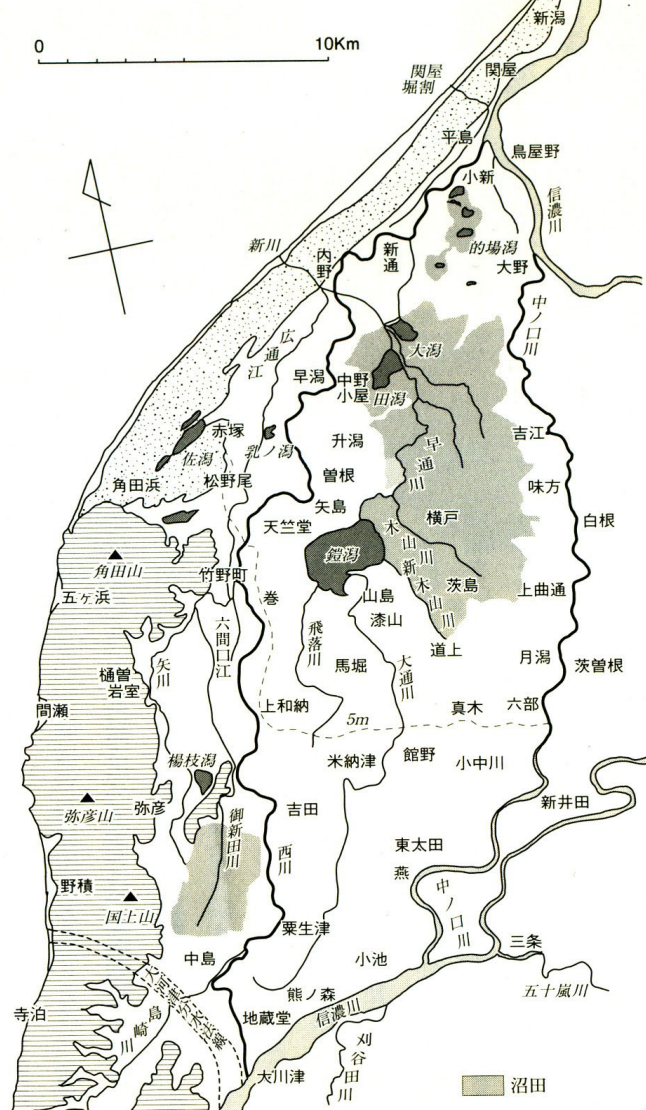 新潟
0
10Km
関屋
堀割
関屋
平島
鳥屋野
小新
信濃川
的場潟
大野
新川
内野
新通
中ノ口川
広通江
大潟
早潟
中野
小屋
田潟
赤塚
佐潟
乳ノ潟
升潟
早通川
吉江
角田浜
松野尾
曽根
味方
矢島
天竺堂
横戸
白根
鎧潟
木山川
角田山
五ヶ浜
竹野町
巻
山島
新木山川
茨島
上曲通
六間口江
飛落川
漆山
矢川
道上
月潟
茨曽根
樋曽
岩室
馬堀
大通川
間瀬
上和納
5m
真木
六部
楊枝潟
米納津
館野
小中川
弥彦山
弥彦
御新田川
吉田
新井田
西川
東太田
燕
野積
国上山
中ノ口川
粟生津
三条
中島
小池
五十嵐川
寺泊
島崎川
熊ノ森
地蔵堂
信濃川
刈谷田川
大川津
沼田